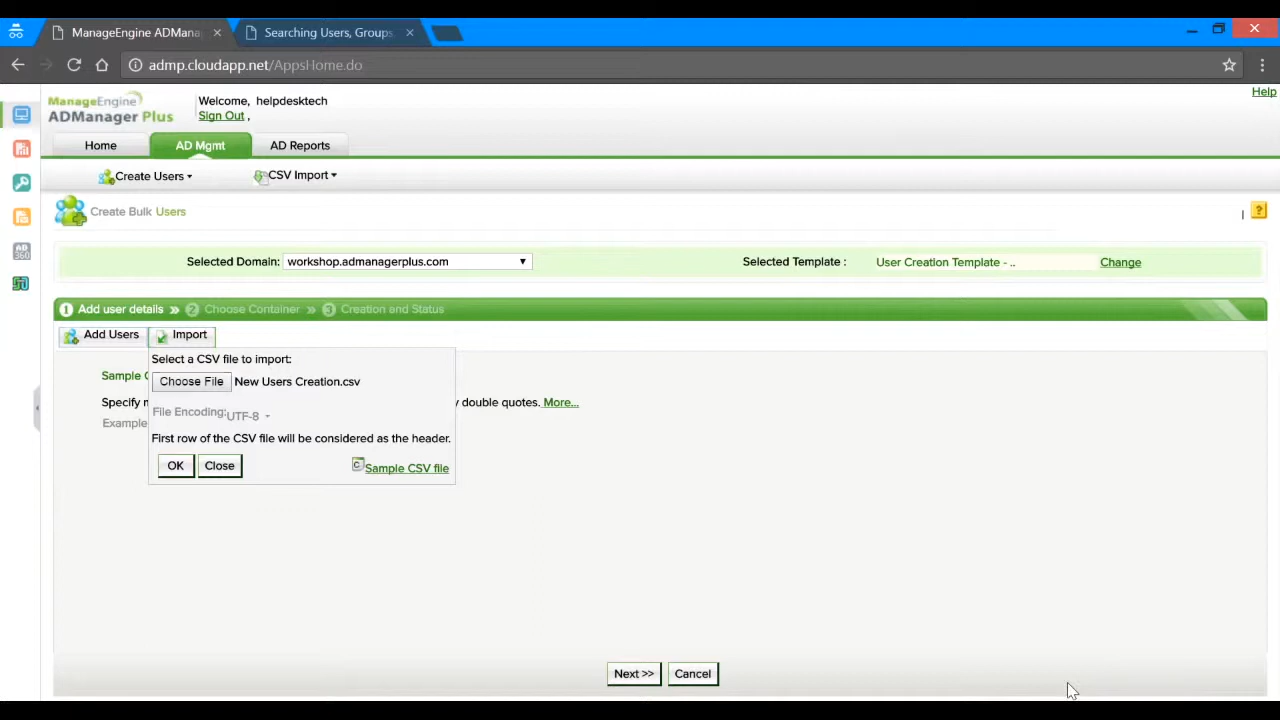 ManageEngine ADMana
Searching Users, Groups,
admp.cloudapp.net/AppsHome.do
Help
ManageEngine
ADManager Plus
Welcome, helpdesktech
Sign Out ,
Home
AD Mgmt
AD Reports
Create Users
CSV Import
Create Bulk Users
|
?
Selected Domain: workshop.admanagerplus.com
Selected Template : User Creation Template - .. Change
1 Add user details 2 Choose Container 3 Creation and Status
Add Users
Import
Select a CSV file to import:
Sample
Choose File New Users Creation.csv
Specify
y double quotes. More...
File Encoding: UTF-8
Example
First row of the CSV file will be considered as the header.
OK
Close
Sample CSV file
Next >>
Cancel